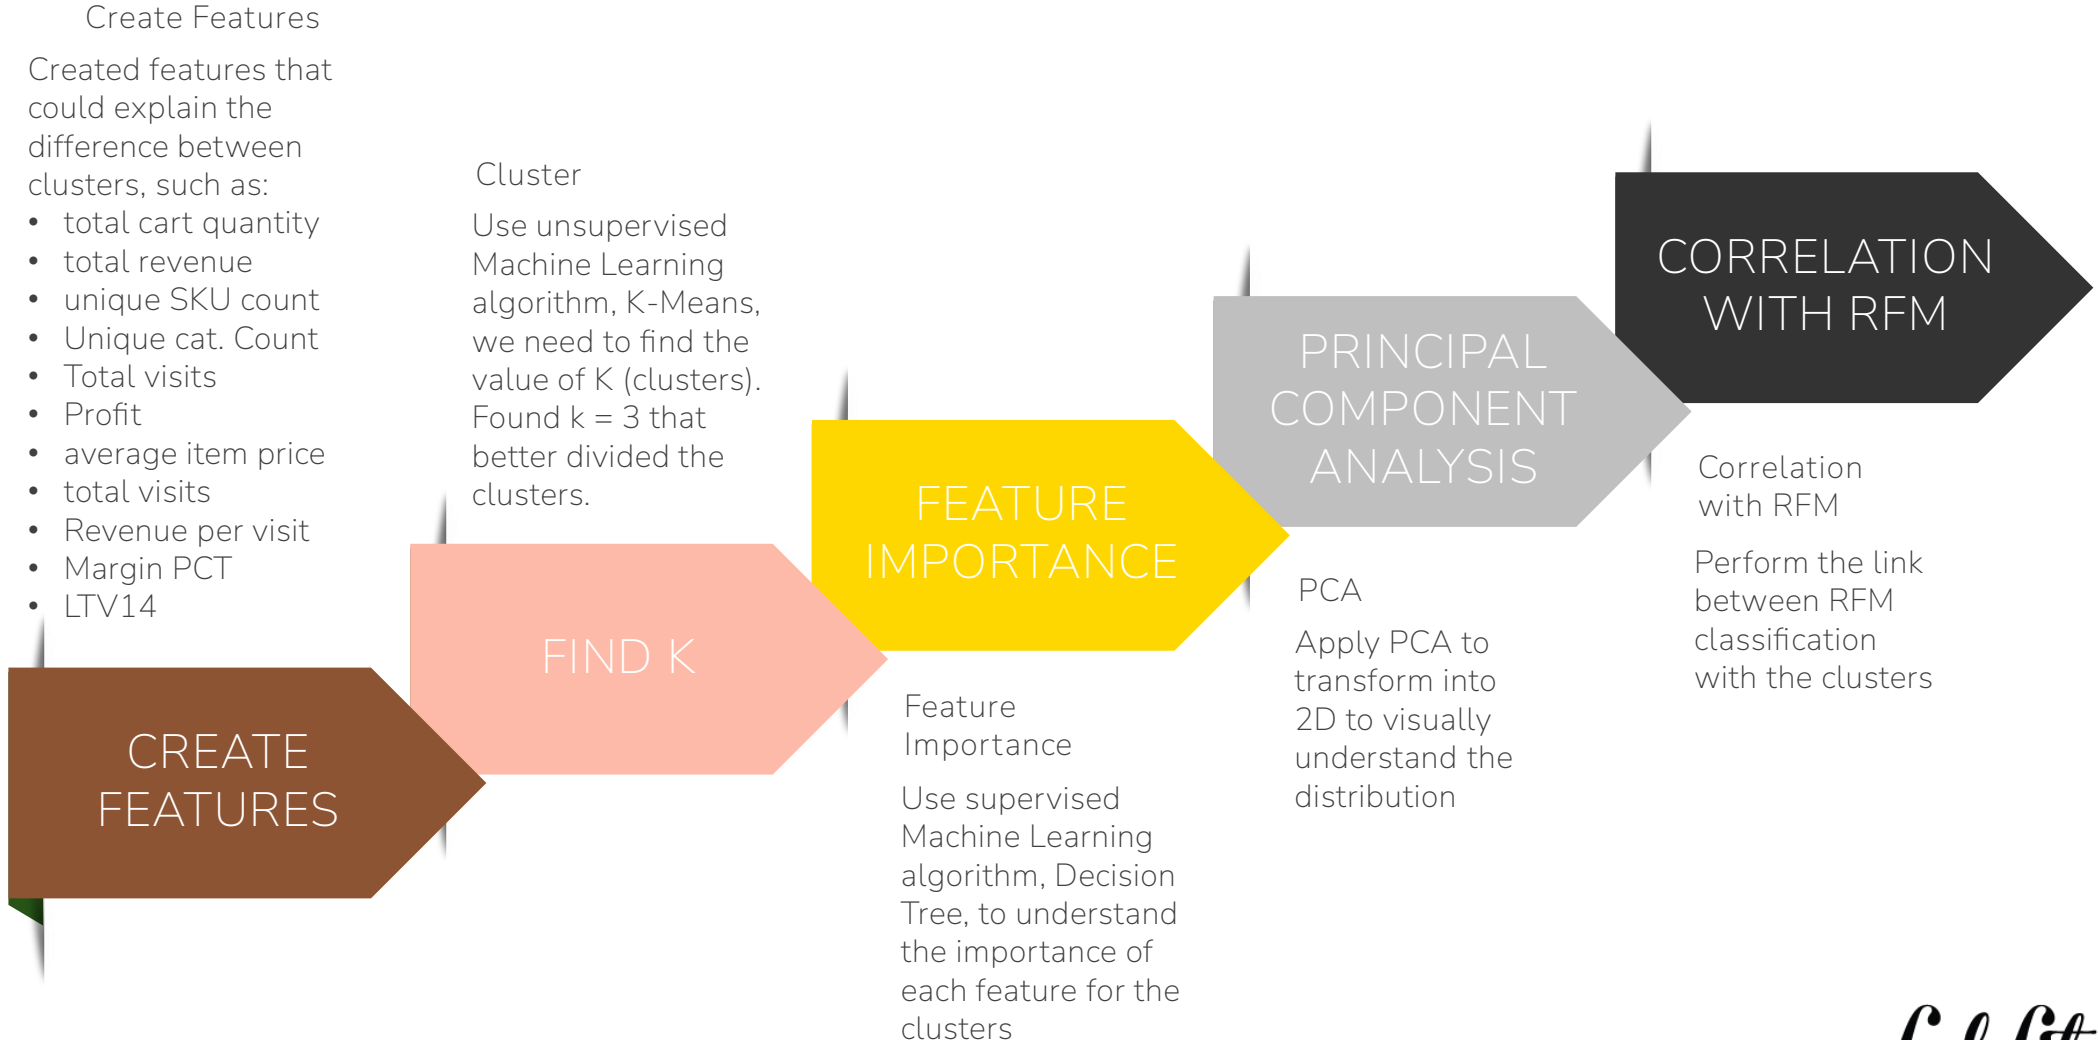 Create Features
Created features that
could explain the
difference between
clusters, such as:
• total cart quantity
• total revenue
• unique SKU count
• Unique cat. Count
• Total visits
• Profit
• average item price
• total visits
• Revenue per visit
• Margin PCT
• LTV14
CREATE
FEATURES
Cluster
Use unsupervised
Machine Learning
algorithm, K-Means,
we need to find the
value of K (clusters).
Found k = 3 that
better divided the
clusters.
FIND K
FEATURE
IMPORTANCE
Feature
Importance
Use supervised
Machine Learning
algorithm, Decision
Tree, to understand
the importance of
each feature for the
clusters
PRINCIPAL
COMPONENT
ANALYSIS
PCA
Apply PCA to
transform into
2D to visually
understand the
distribution
CORRELATION
WITH RFM
Correlation
with RFM
Perform the link
between RFM
classification
with the clusters